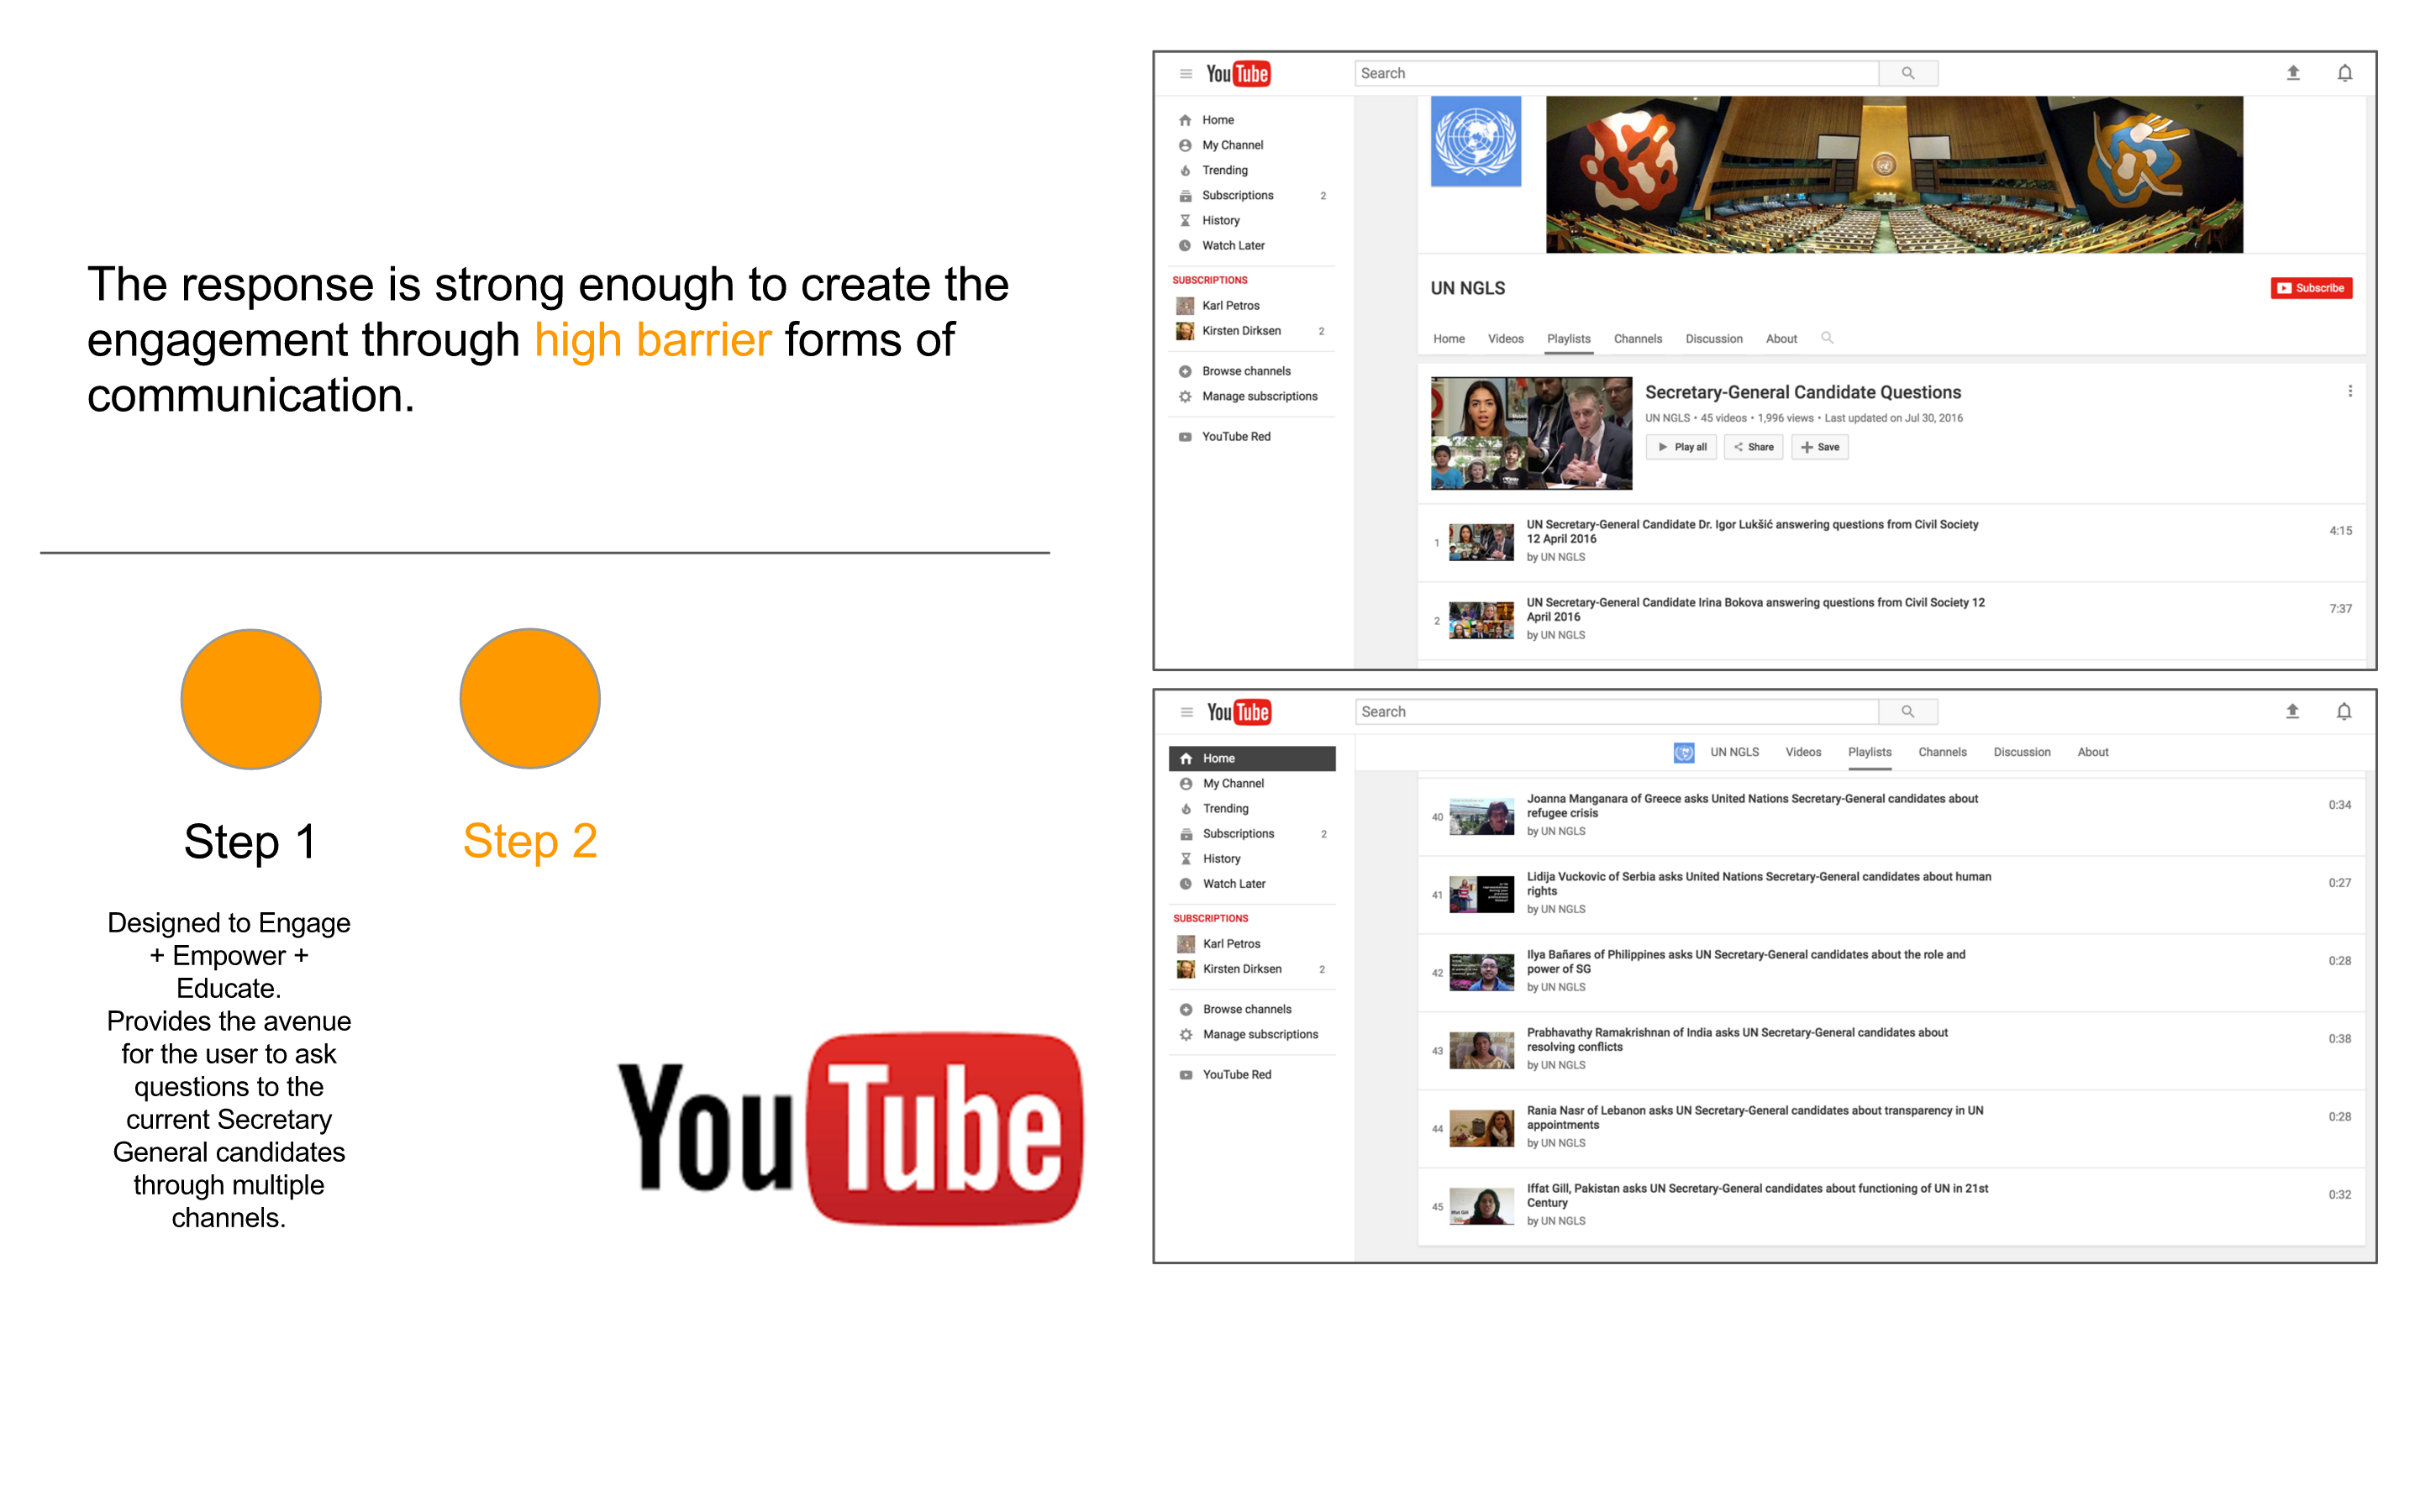 The response is strong enough to create the
engagement through high barrier forms of
communication.
Step 1
Step 2
Designed to Engage
+ Empower +
Educate.
Provides the avenue
for the user to ask
questions to the
current Secretary
General candidates
through multiple
channels.
YouTube
YouTube
Search
Home
My Channel
Trending
Subscriptions 2
History
Watch Later
SUBSCRIPTIONS
Karl Petros
Kirsten Dirksen 2
Browse channels
Manage subscriptions
YouTube Red
UN NGLS
Subscribe
Home Videos Playlists Channels Discussion About
Secretary-General Candidate Questions
UN NGLS • 45 videos • 1,996 views • Last updated on Jul 30, 2016
Play all Share Save
1
UN Secretary-General Candidate Dr. Igor Lukšić answering questions from Civil Society
12 April 2016
by UN NGLS
4:15
2
UN Secretary-General Candidate Irina Bokova answering questions from Civil Society 12
April 2016
by UN NGLS
7:37
YouTube
Search
Home
My Channel
Trending
Subscriptions 2
History
Watch Later
SUBSCRIPTIONS
Karl Petros
Kirsten Dirksen 2
Browse channels
Manage subscriptions
YouTube Red
UN NGLS Videos Playlists Channels Discussion About
40
Joanna Manganara of Greece asks United Nations Secretary-General candidates about
refugee crisis
by UN NGLS
0:34
41
Lidija Vuckovic of Serbia asks United Nations Secretary-General candidates about human
rights
by UN NGLS
0:27
42
Ilya Bañares of Philippines asks UN Secretary-General candidates about the role and
power of SG
by UN NGLS
0:28
43
Prabhavathy Ramakrishnan of India asks UN Secretary-General candidates about
resolving conflicts
by UN NGLS
0:38
44
Rania Nasr of Lebanon asks UN Secretary-General candidates about transparency in UN
appointments
by UN NGLS
0:28
45
Iffat Gill, Pakistan asks UN Secretary-General candidates about functioning of UN in 21st
Century
by UN NGLS
0:32